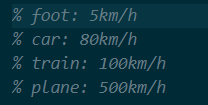 % foot: 5km/h
% car: 80km/h
% train: 100km/h
% plane: 500km/h